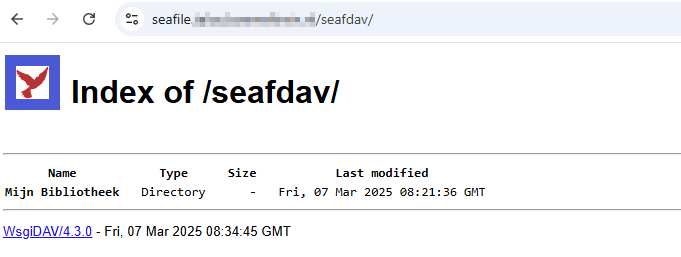 seafile. /seafdav/
Index of /seafdav/
Name Type Size Last modified
Mijn Bibliotheek Directory - Fri, 07 Mar 2025 08:21:36 GMT
WsgiDAV/4.3.0 - Fri, 07 Mar 2025 08:34:45 GMT